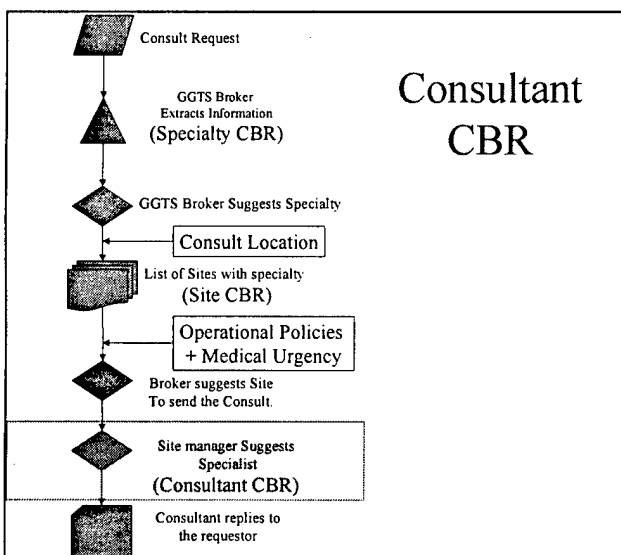 Consult Request
Consultant
CBR
GGTS Broker
Extracts Information
(Specialty CBR)
GGTS Broker Suggests Specialty
Consult Location
List of Sites with specialty
(Site CBR)
Operational Policies
+ Medical Urgency
Broker suggests Site
To send the Consult.
Site manager Suggests
Specialist
(Consultant CBR)
Consultant replies to
the requestor